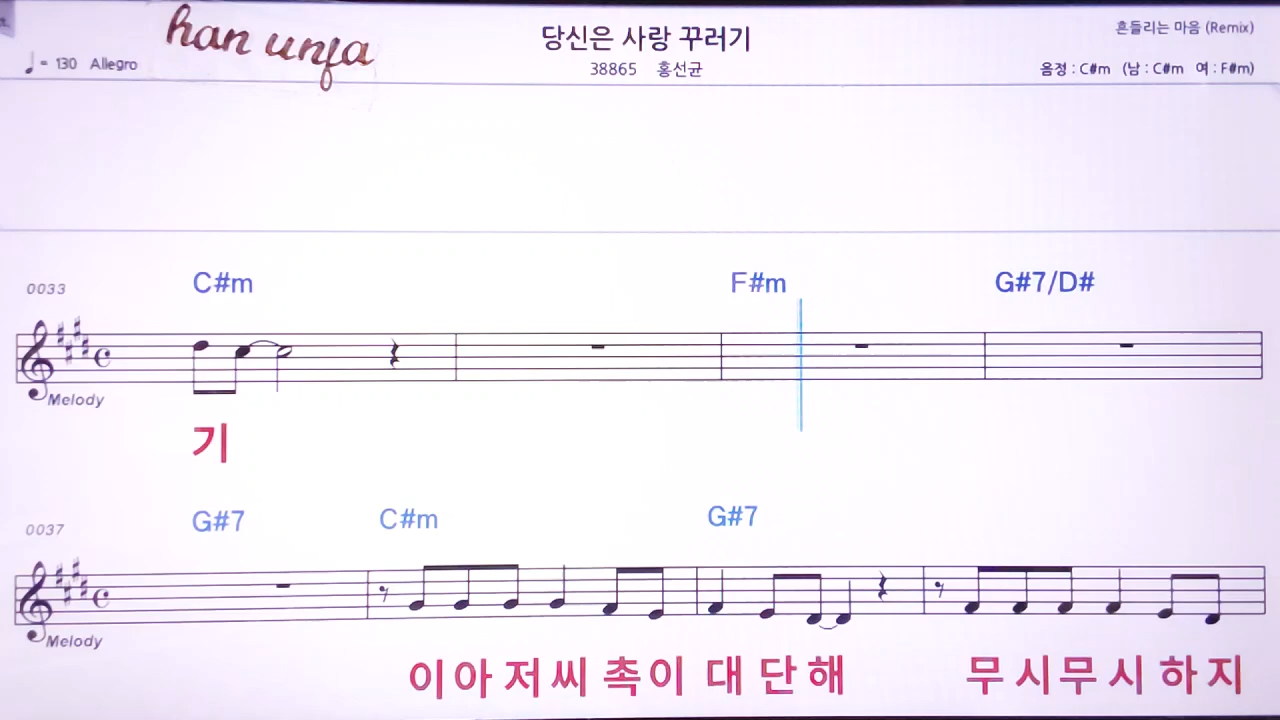 han unfa
당신은 사랑 꾸러기
흔들리는 마음 (Remix)
= 130 Allegro
38865 홍선균
음정 : C#m (남 : C#m 여 : F#m)
0033
C#m F#m G#7/D#
Melody
기
0037
G#7 C#m G#7
Melody
이아 저씨 촉이 대 단 해 무 시무 시 하 지